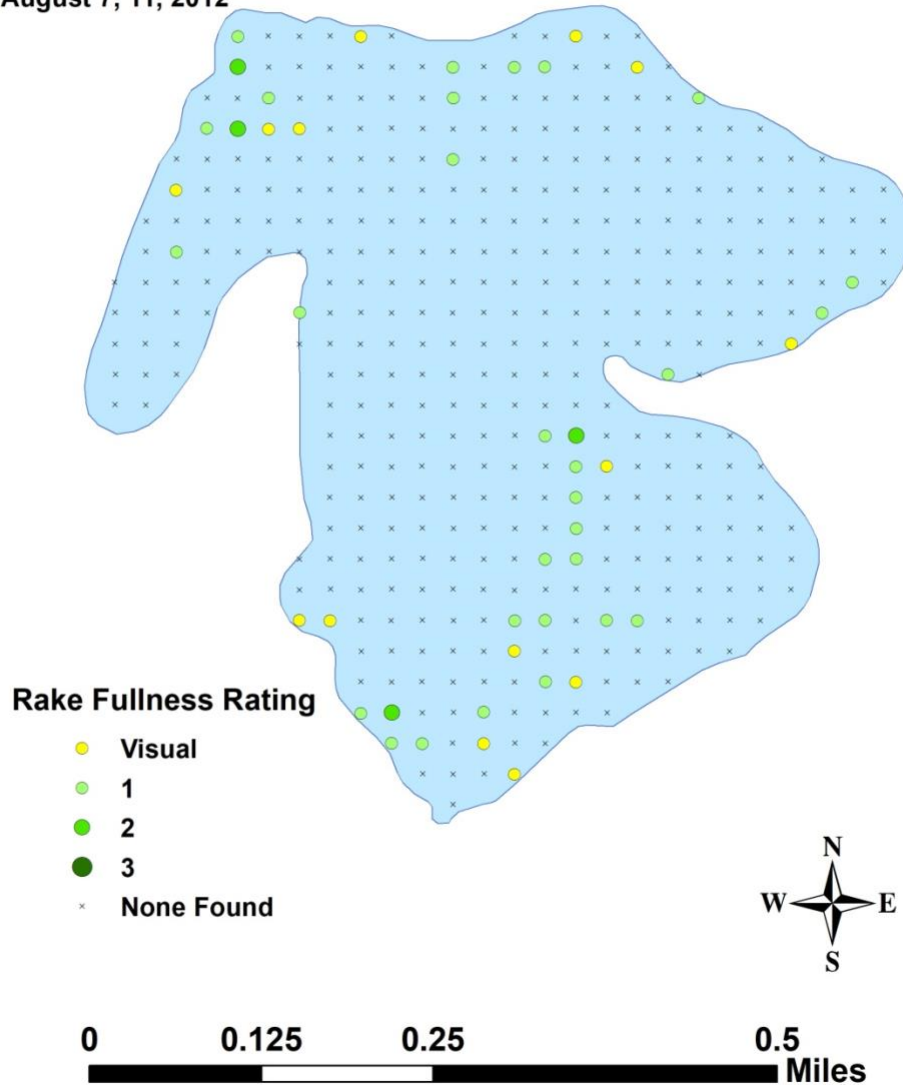 August 7, 11, 2012
Rake Fullness Rating
Visual
1
2
3
None Found
N
W E
S
0 0.125 0.25 0.5
Miles